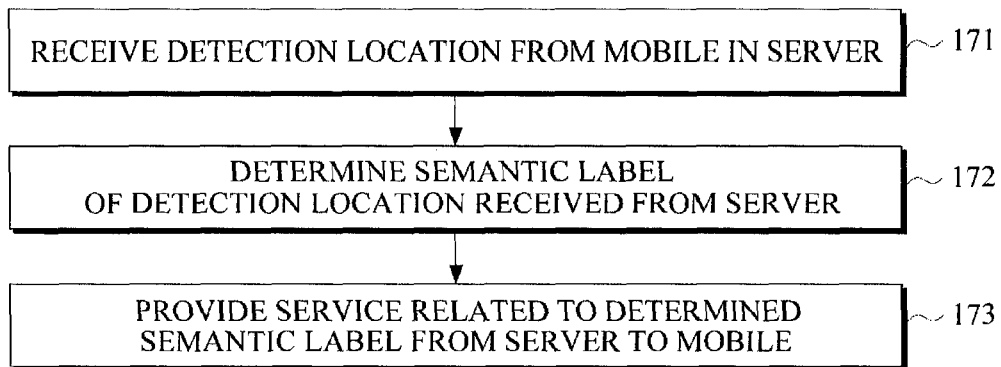 RECEIVE DETECTION LOCATION FROM MOBILE IN SERVER
171
DETERMINE SEMANTIC LABEL
OF DETECTION LOCATION RECEIVED FROM SERVER
172
PROVIDE SERVICE RELATED TO DETERMINED
SEMANTIC LABEL FROM SERVER TO MOBILE
173